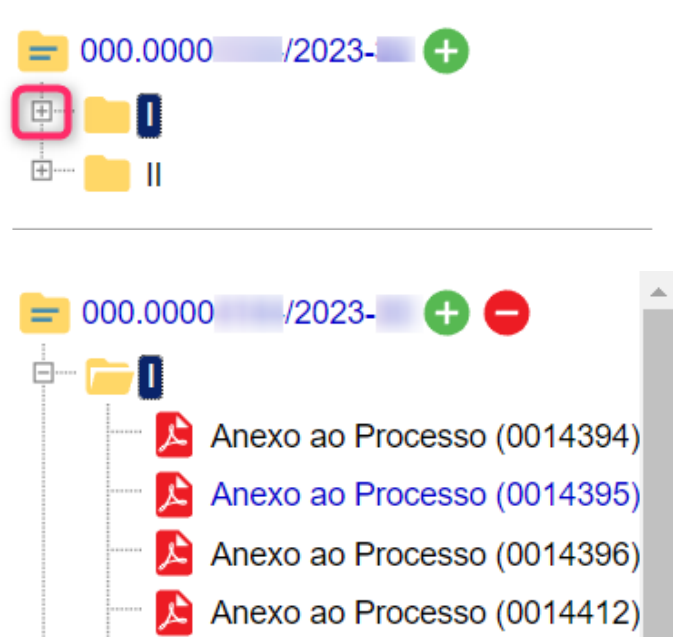 000.0000 /2023-
I
II
000.0000 /2023-
I
Anexo ao Processo (0014394)
Anexo ao Processo (0014395)
Anexo ao Processo (0014396)
Anexo ao Processo (0014412)